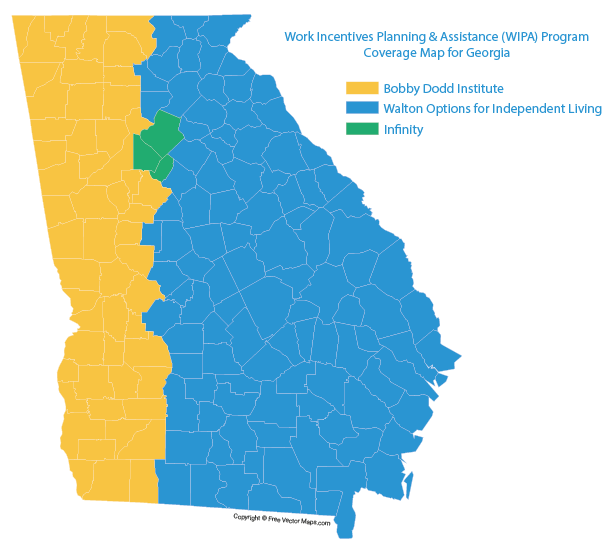 Work Incentives Planning & Assistance (WIPA) Program
Coverage Map for Georgia
Bobby Dodd Institute
Walton Options for Independent Living
Infinity
Copyright © Free Vector Maps.com